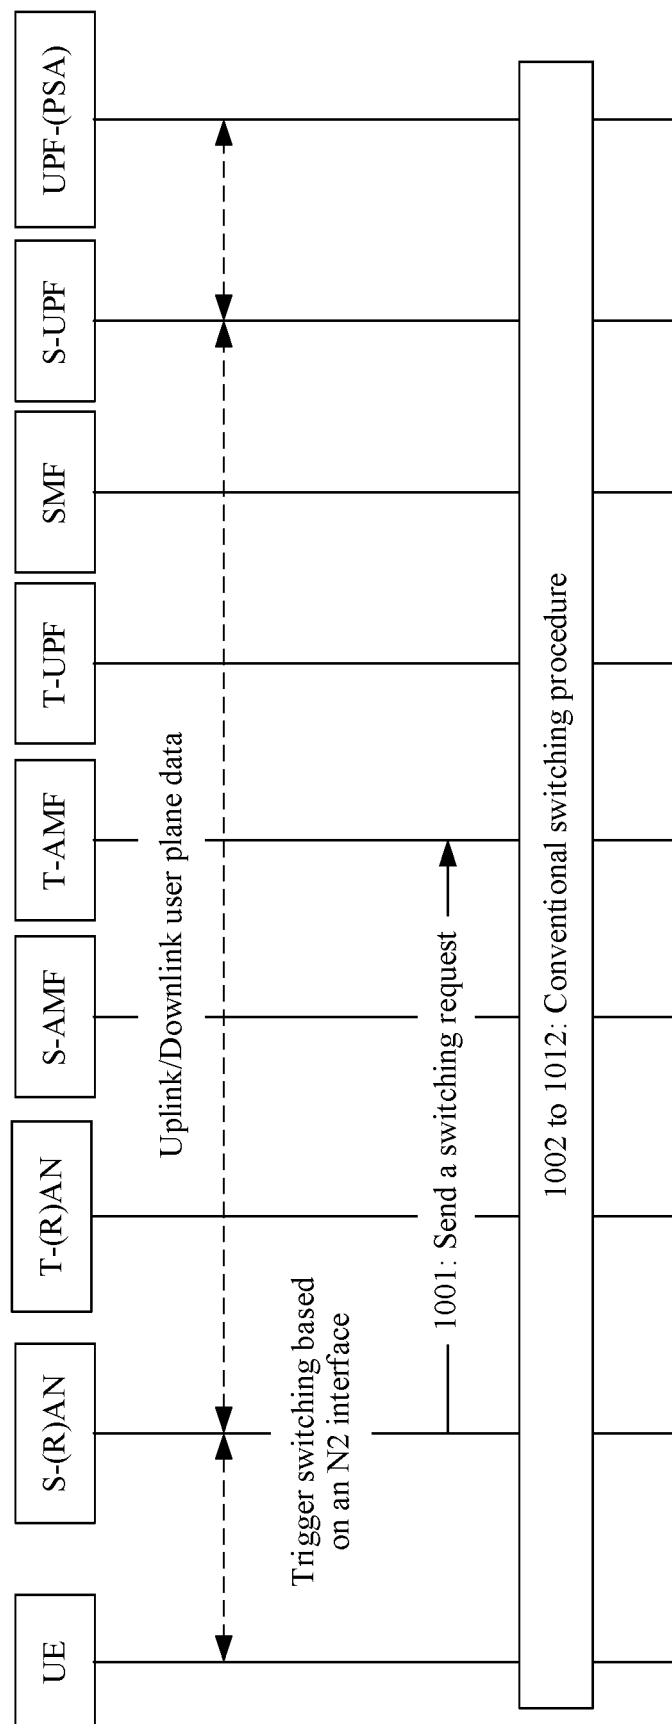 UE
S-(R)AN
T-(R)AN
S-AMF
T-AMF
T-UPF
SMF
S-UPF
UPF-(PSA)
Uplink/Downlink user plane data
Trigger switching based
on an N2 interface
1001: Send a switching request
1002 to 1012: Conventional switching procedure